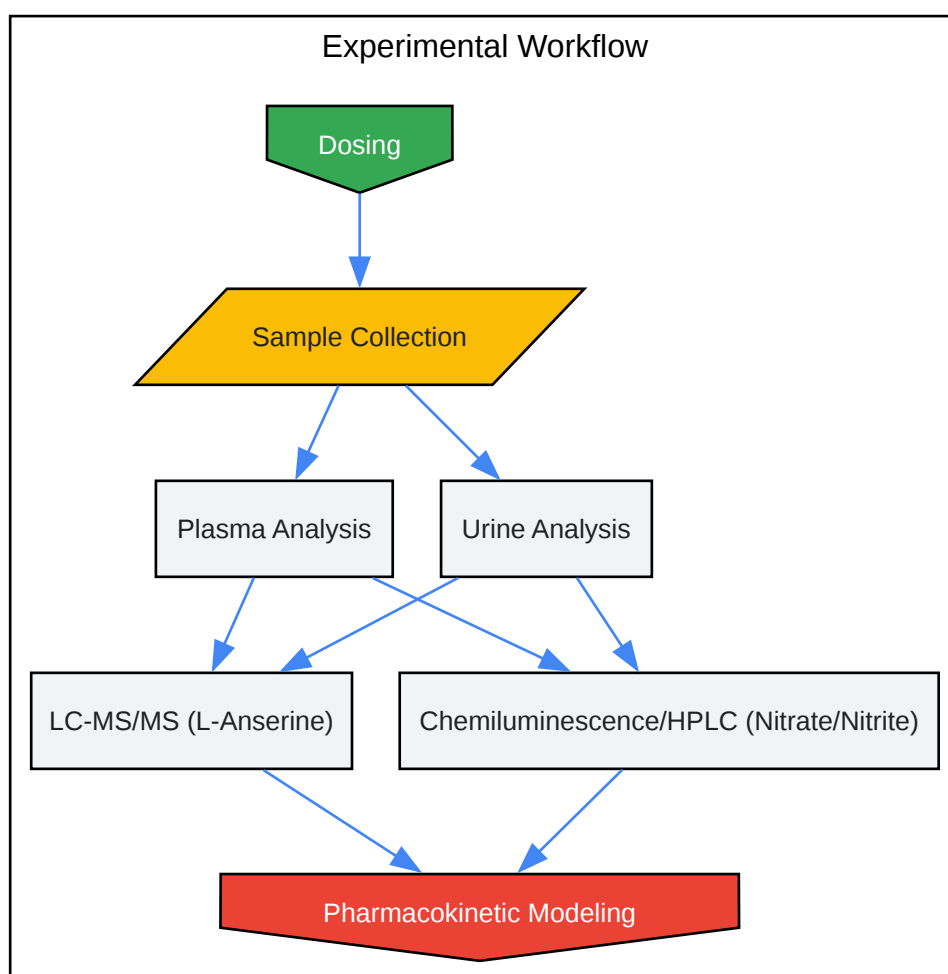 Experimental Workflow
Dosing
Sample Collection
Plasma Analysis
Urine Analysis
LC-MS/MS (L-Anserine)
Chemiluminescence/HPLC (Nitrate/Nitrite)
Pharmacokinetic Modeling